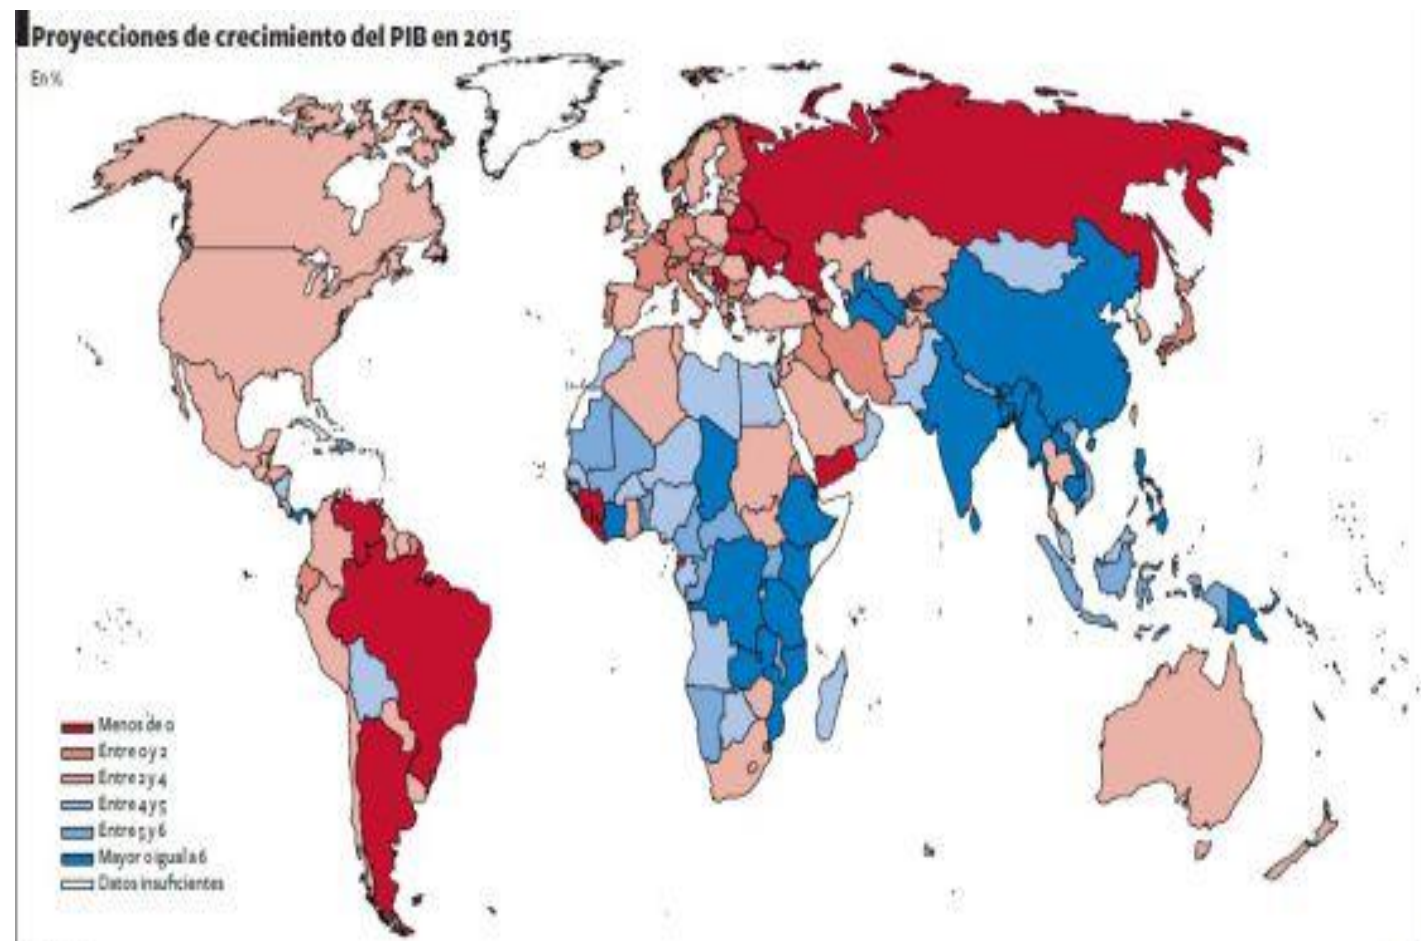 Proyecciones de crecimiento del PIB en 2015
En %
Menos de 0
Entre 0 y 2
Entre 2 y 4
Entre 4 y 5
Entre 5 y 6
Mayor o igual a 6
Datos insuficientes